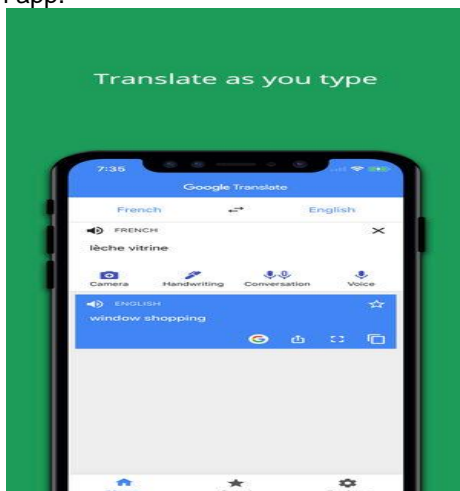 app.
Translate as you type
7:35
Google Translate
French English
FRENCH
lèche vitrine
Camera Handwriting Conversation Voice
ENGLISH
window shopping